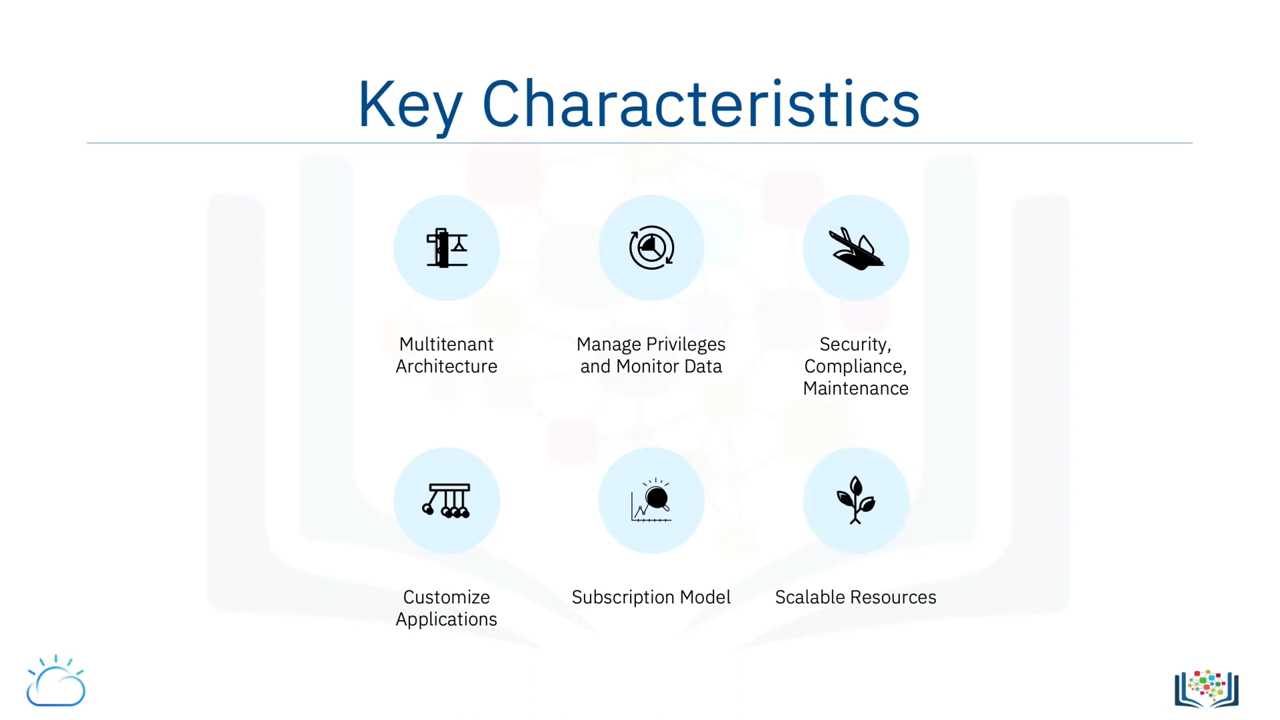 Key Characteristics
Multitenant
Architecture
Manage Privileges
and Monitor Data
Security,
Compliance,
Maintenance
Customize
Applications
Subscription Model
Scalable Resources